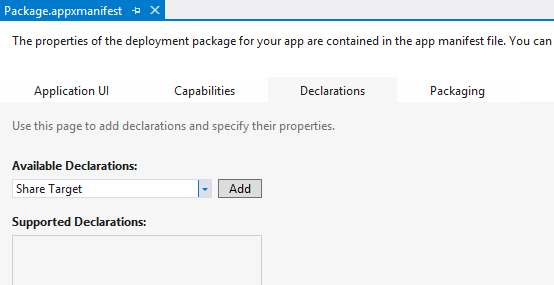 Package.appxmanifest
The properties of the deployment package for your app are contained in the app manifest file. You can
Application UI Capabilities Declarations Packaging
Use this page to add declarations and specify their properties.
Available Declarations:
Share Target Add
Supported Declarations: